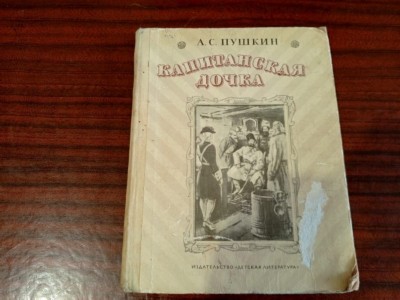 А.С. ПУШКИН
КАПИТАНСКАЯ
ДОЧКА
ИЗДАТЕЛЬСТВО «ДЕТСКАЯ ЛИТЕРАТУРА»